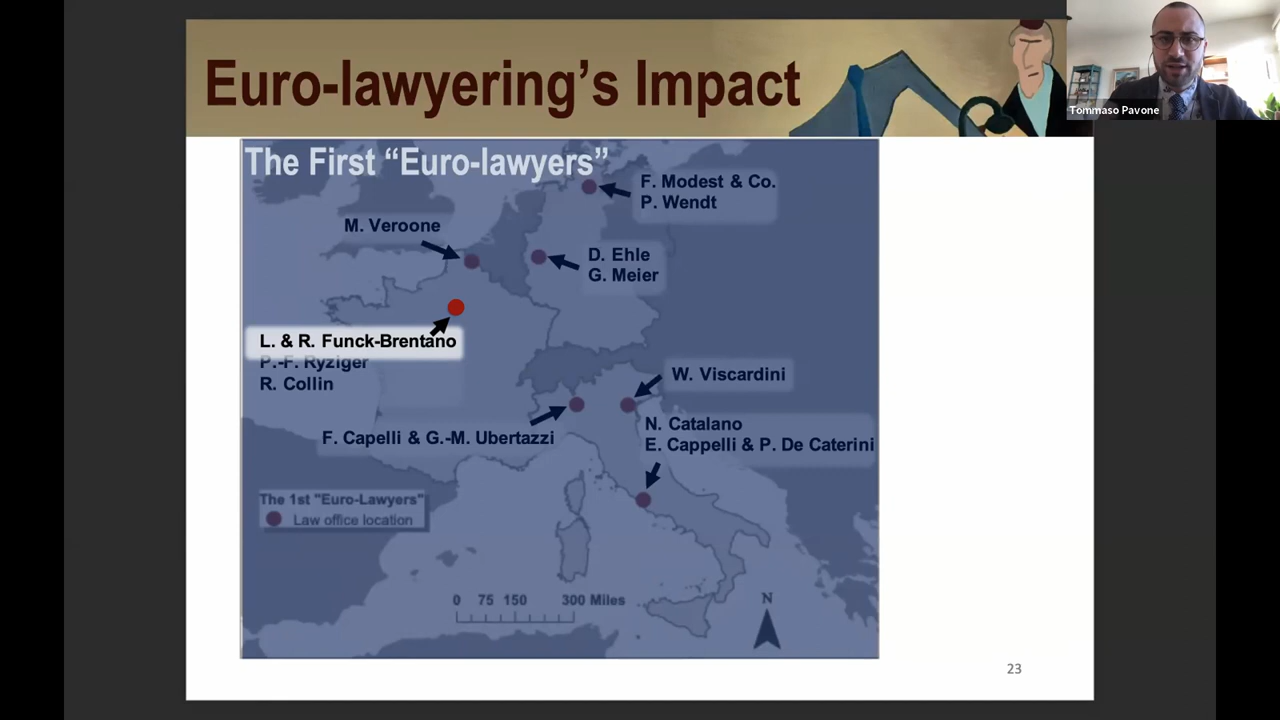 Euro-lawyering's Impact
Tommaso Pavone
The First “Euro-lawyers”
F. Modest & Co.
P. Wendt
M. Veroone
D. Ehle
G. Meier
L. & R. Funck-Brentano
P.-F. Ryziger
R. Collin
W. Viscardini
N. Catalano
E. Cappelli & P. De Caterini
F. Capelli & G.-M. Ubertazzi
The 1st "Euro-Lawyers"
Law office location
0 75 150 300 Miles
N
23